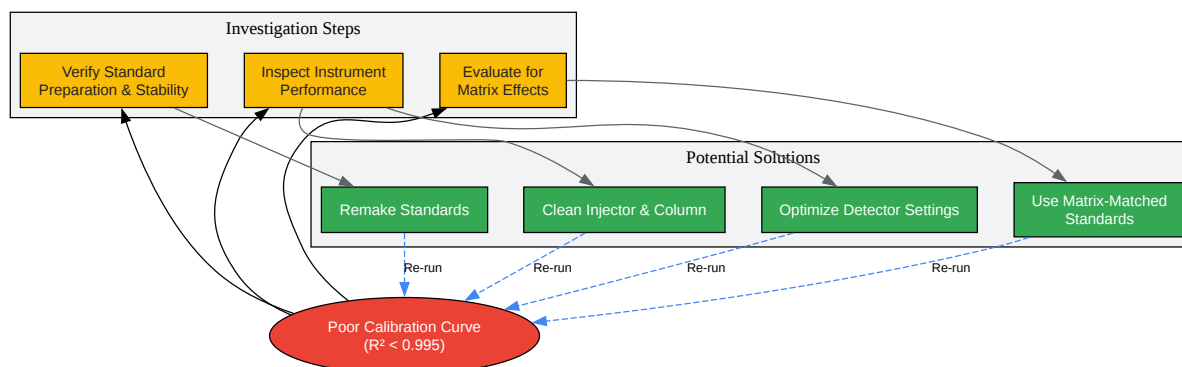 Investigation Steps
Verify Standard
Preparation & Stability
Inspect Instrument
Performance
Evaluate for
Matrix Effects
Potential Solutions
Remake Standards
Clean Injector & Column
Optimize Detector Settings
Use Matrix-Matched
Standards
Re-run
Re-run
Re-run
Re-run
Poor Calibration Curve
(R² < 0.995)